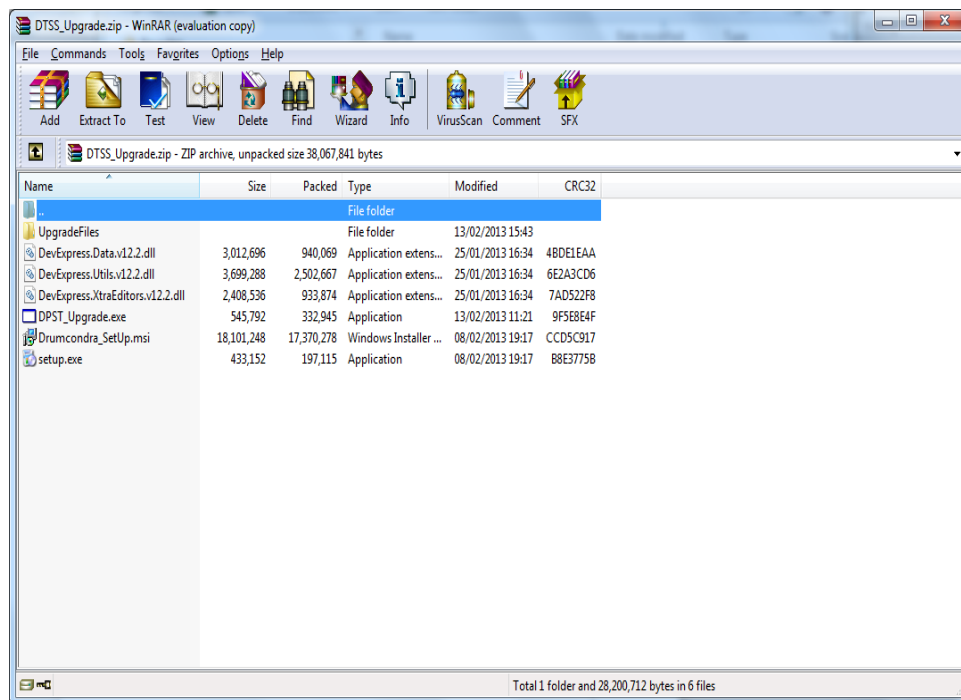 DTSS_Upgrade.zip - WinRAR (evaluation copy)
File Commands Tools Favorites Options Help
Add Extract To Test View Delete Find Wizard Info VirusScan Comment SFX
DTSS_Upgrade.zip - ZIP archive, unpacked size 38,067,841 bytes
Name Size Packed Type Modified CRC32
.. File folder
UpgradeFiles File folder 13/02/2013 15:43
DevExpress.Data.v12.2.dll 3,012,696 940,069 Application extens... 25/01/2013 16:34 4BDE1EAA
DevExpress.Utils.v12.2.dll 3,699,288 2,502,667 Application extens... 25/01/2013 16:34 6E2A3CD6
DevExpress.XtraEditors.v12.2.dll 2,408,536 933,874 Application extens... 25/01/2013 16:34 7AD522F8
DPST_Upgrade.exe 545,792 332,945 Application 13/02/2013 11:21 9F5E8E4F
Drumcondra_SetUp.msi 18,101,248 17,370,278 Windows Installer ... 08/02/2013 19:17 CCD5C917
setup.exe 433,152 197,115 Application 08/02/2013 19:17 B8E3775B
Total 1 folder and 28,200,712 bytes in 6 files